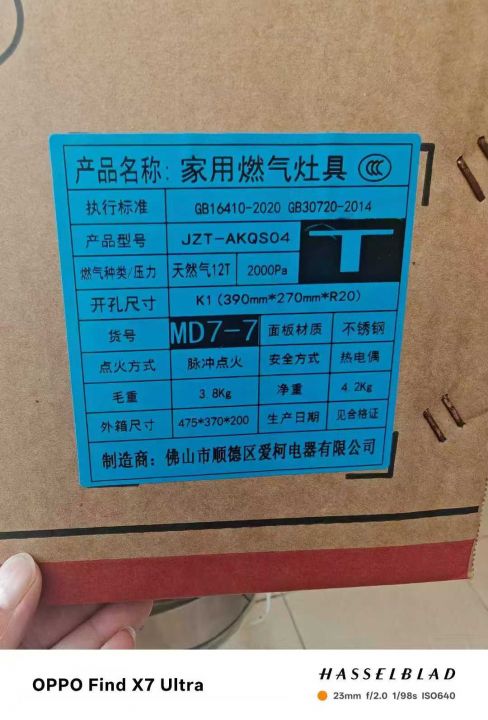 产品名称: 家用燃气灶具
执行标准 GB16410-2020 GB30720-2014
产品型号 JZT-AKQS04 T
燃气种类/压力 天然气12T 2000Pa
开孔尺寸 K1(390mm*270mm*R20)
货号 MD7-7 面板材质 不锈钢
点火方式 脉冲点火 安全方式 热电偶
毛重 3.8Kg 净重 4.2Kg
外箱尺寸 475*370*200 生产日期 见合格证
制造商: 佛山市顺德区爱柯电器有限公司
OPPO Find X7 Ultra
HASSELBLAD
23mm f/2.0 1/98s ISO640